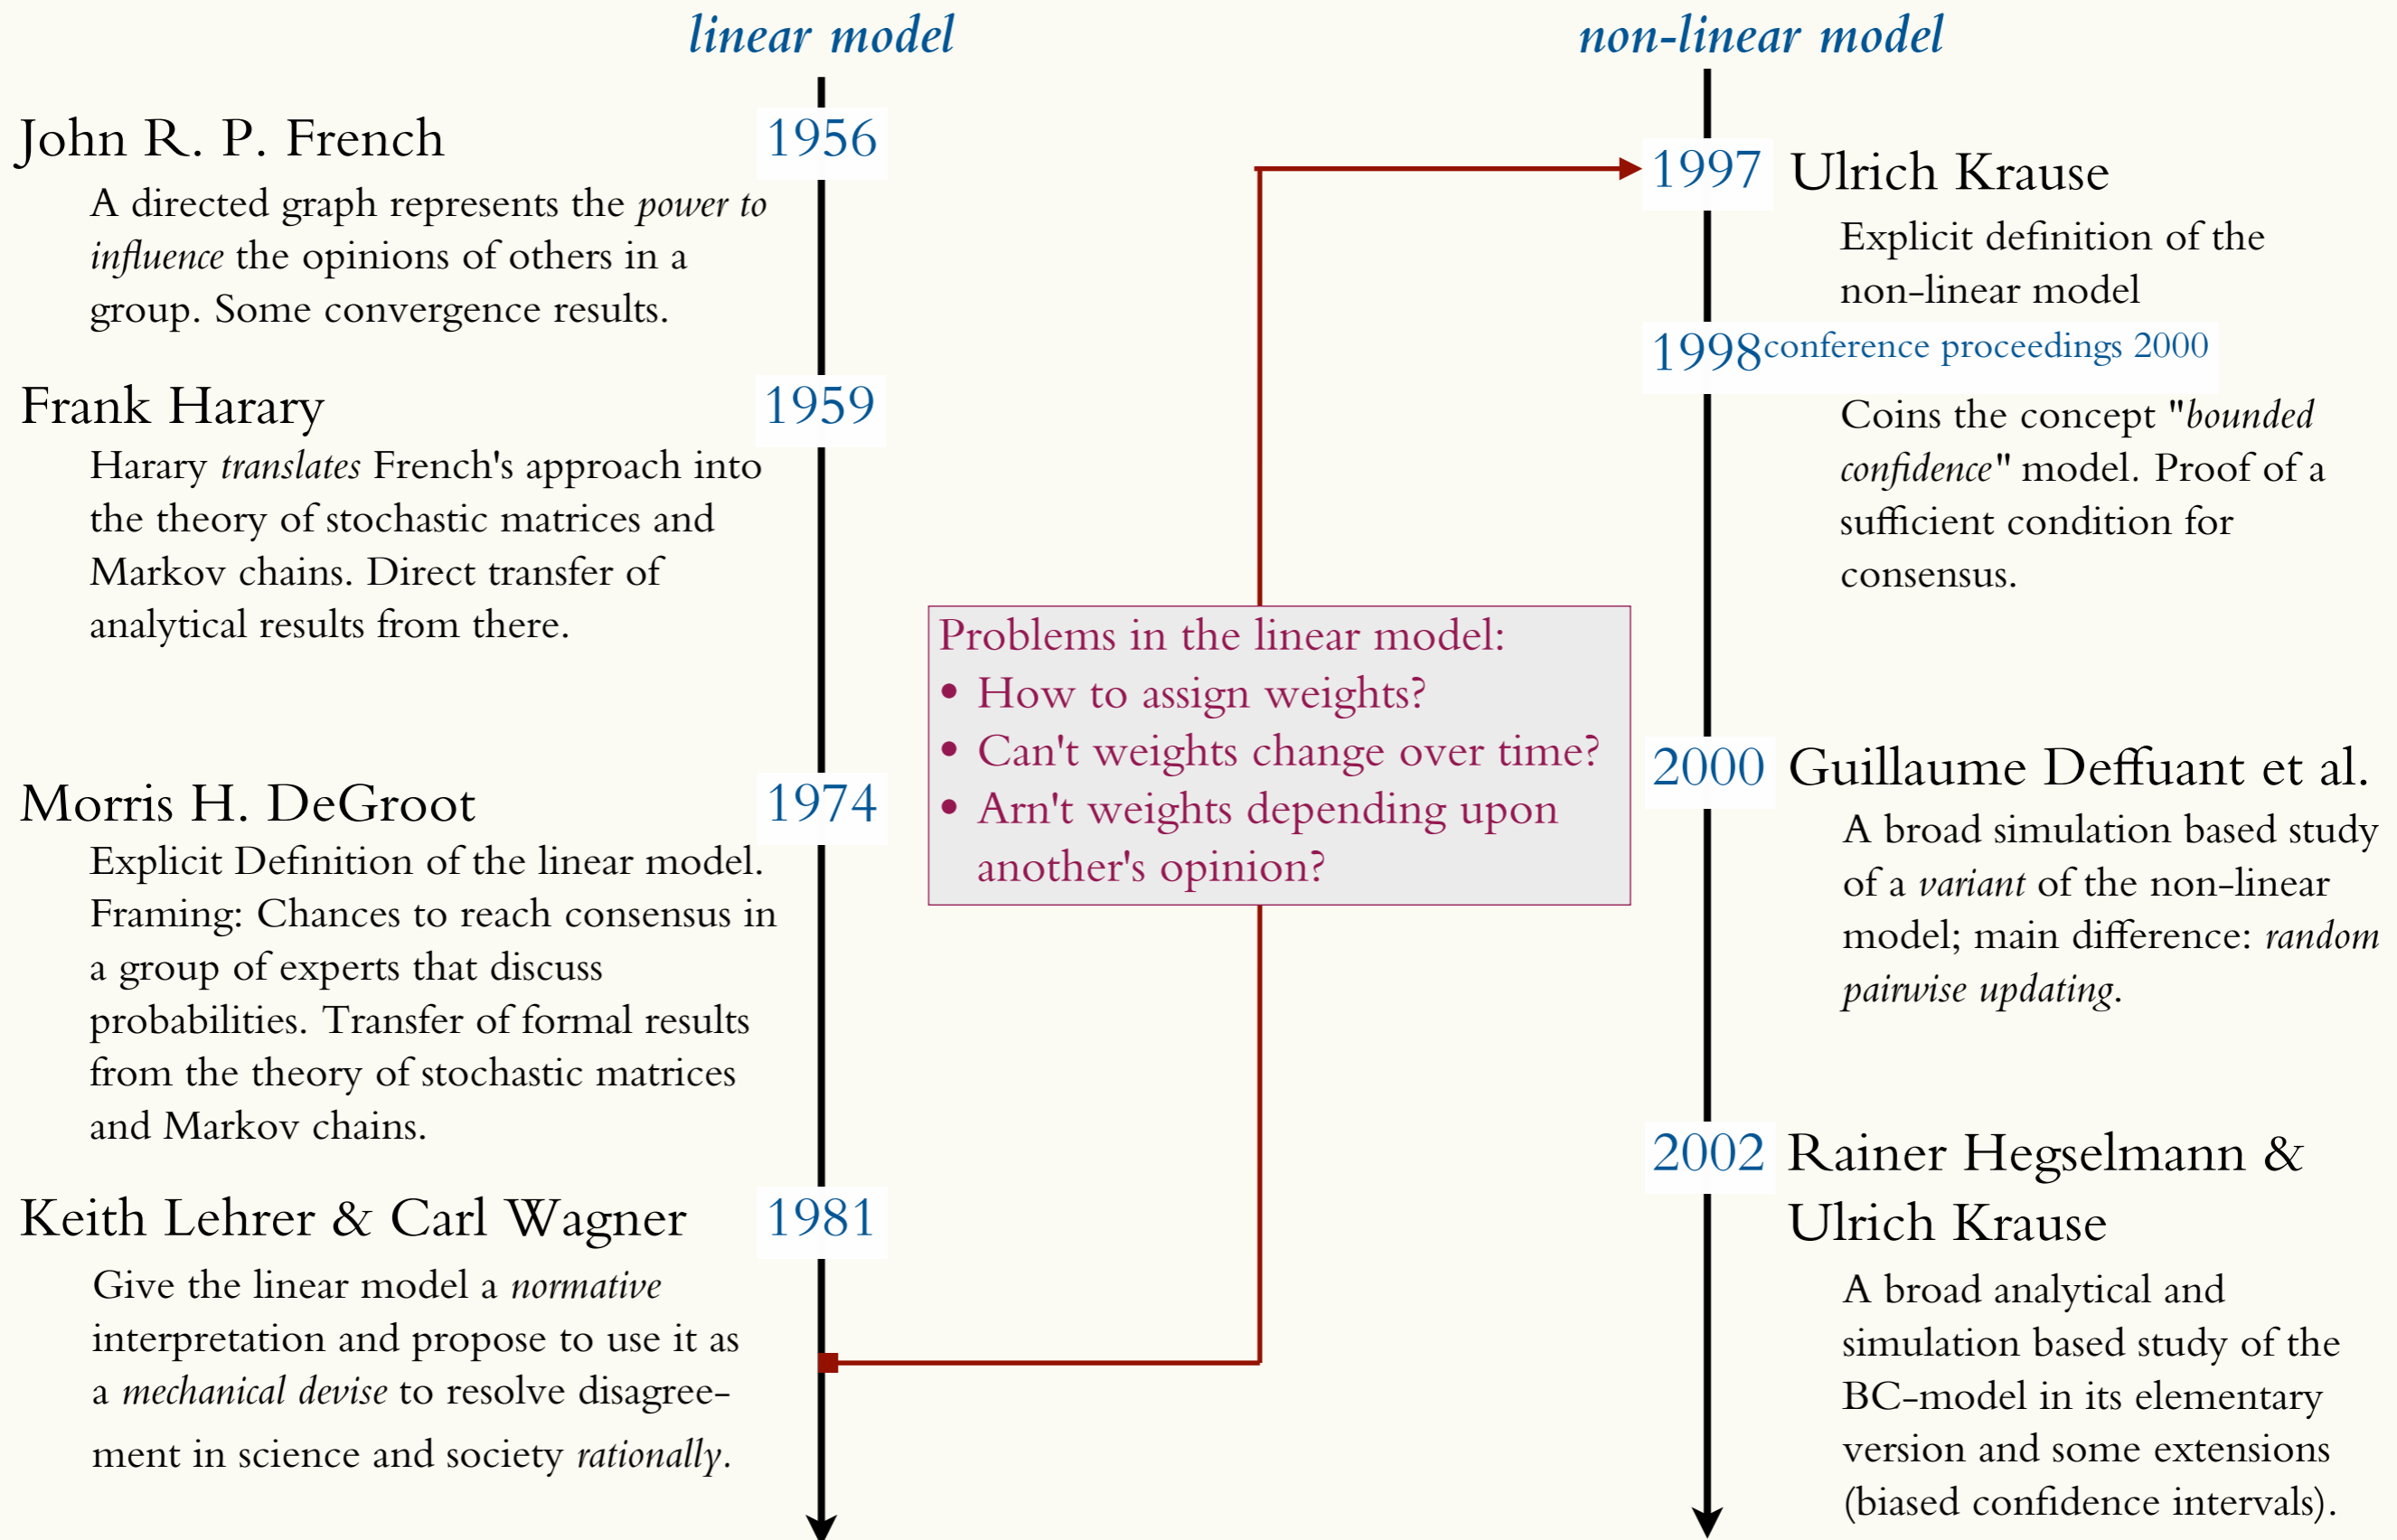 linear model
John R. P. French
1956
A directed graph represents the power to
influence the opinions of others in a
group. Some convergence results.
Frank Harary
1959
Harary translates French's approach into
the theory of stochastic matrices and
Markov chains. Direct transfer of
analytical results from there.
Morris H. DeGroot
1974
Explicit Definition of the linear model.
Framing: Chances to reach consensus in
a group of experts that discuss
probabilities. Transfer of formal results
from the theory of stochastic matrices
and Markov chains.
Keith Lehrer & Carl Wagner
1981
Give the linear model a normative
interpretation and propose to use it as
a mechanical devise to resolve disagree-
ment in science and society rationally.
Problems in the linear model:
• How to assign weights?
• Can't weights change over time?
• Arn't weights depending upon
another's opinion?
non-linear model
1997 Ulrich Krause
Explicit definition of the
non-linear model
1998 conference proceedings 2000
Coins the concept "bounded
confidence" model. Proof of a
sufficient condition for
consensus.
2000 Guillaume Deffuant et al.
A broad simulation based study
of a variant of the non-linear
model; main difference: random
pairwise updating.
2002 Rainer Hegselmann &
Ulrich Krause
A broad analytical and
simulation based study of the
BC-model in its elementary
version and some extensions
(biased confidence intervals).